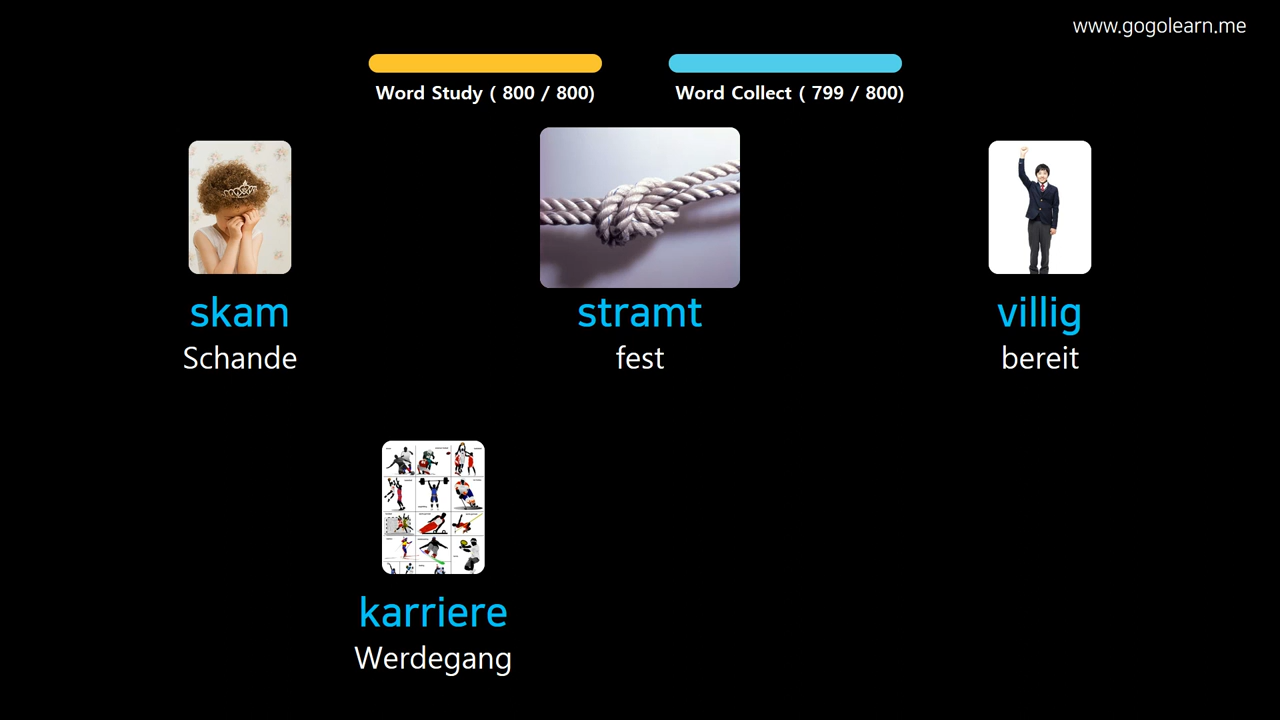 www.gogolearn.me
Word Study ( 800 / 800)
Word Collect ( 799 / 800)
skam
Schande
stramt
fest
villig
bereit
karriere
Werdegang